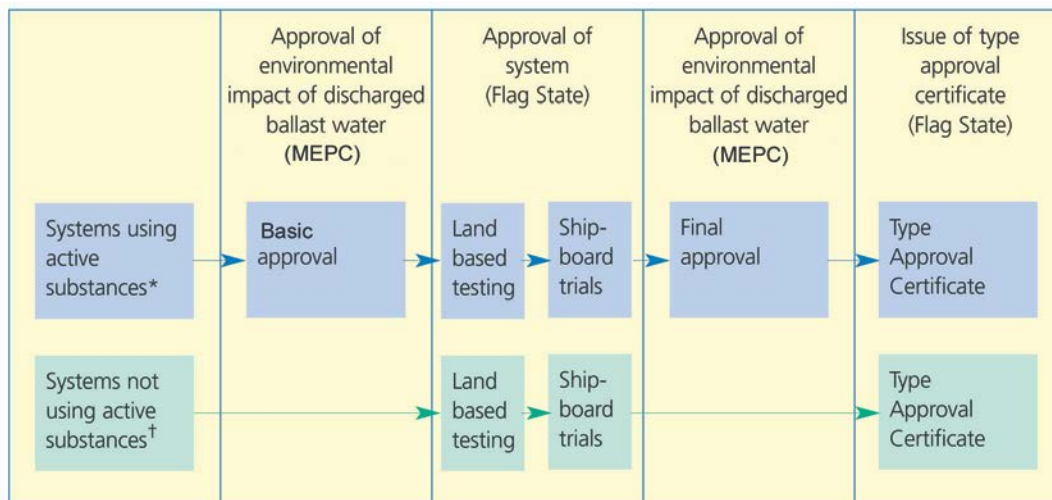 Approval of
environmental
impact of discharged
ballast water
(MEPC)
Approval of
system
(Flag State)
Approval of
environmental
impact of discharged
ballast water
(MEPC)
Issue of type
approval
certificate
(Flag State)
Systems using
active
substances*
Basic
approval
Land
based
testing
Ship-
board
trials
Final
approval
Type
Approval
Certificate
Systems not
using active
substances†
Land
based
testing
Ship-
board
trials
Type
Approval
Certificate